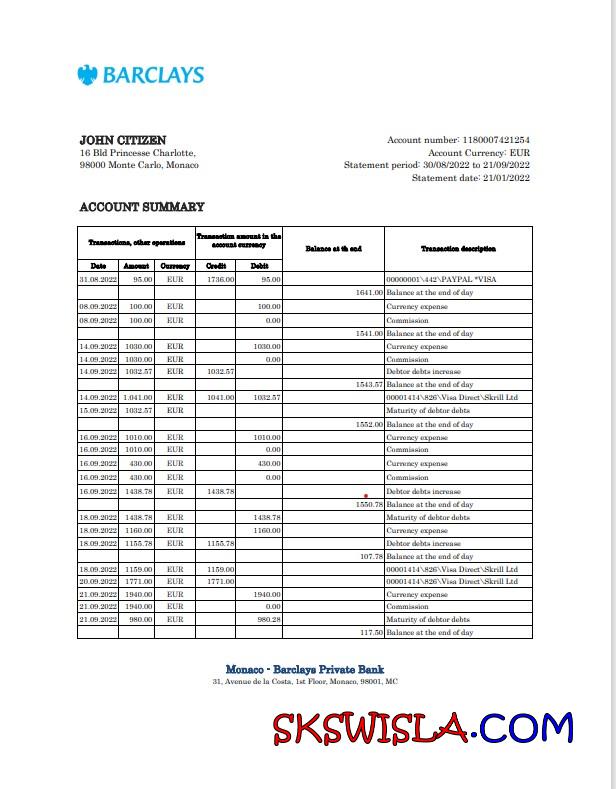 BARCLAYS
JOHN CITIZEN
16 Bld Princesse Charlotte,
98000 Monte Carlo, Monaco
Account number: 1180007421254
Account Currency: EUR
Statement period: 30/08/2022 to 21/09/2022
Statement date: 21/01/2022
ACCOUNT SUMMARY
Transactions, other operations Transaction amount in the account currency Balance at th end Transaction description
Date Amount Currency Credit Debit
31.08.2022 95.00 EUR 1736.00 95.00 00000001\442\PAYPAL *VISA
1641.00 Balance at the end of day
08.09.2022 100.00 EUR 100.00 Currency expense
08.09.2022 100.00 EUR 0.00 Commission
1541.00 Balance at the end of day
14.09.2022 1030.00 EUR 1030.00 Currency expense
14.09.2022 1030.00 EUR 0.00 Commission
14.09.2022 1032.57 EUR 1032.57 Debtor debts increase
1543.57 Balance at the end of day
14.09.2022 1.041.00 EUR 1041.00 1032.57 00001414\826\Visa Direct\Skrill Ltd
15.09.2022 1032.57 EUR Maturity of debtor debts
1552.00 Balance at the end of day
16.09.2022 1010.00 EUR 1010.00 Currency expense
16.09.2022 1010.00 EUR 0.00 Commission
16.09.2022 430.00 EUR 430.00 Currency expense
16.09.2022 430.00 EUR 0.00 Commission
16.09.2022 1438.78 EUR 1438.78 Debtor debts increase
1550.78 Balance at the end of day
18.09.2022 1438.78 EUR 1438.78 Maturity of debtor debts
18.09.2022 1160.00 EUR 1160.00 Currency expense
18.09.2022 1155.78 EUR 1155.78 Debtor debts increase
107.78 Balance at the end of day
18.09.2022 1159.00 EUR 1159.00 00001414\826\Visa Direct\Skrill Ltd
20.09.2022 1771.00 EUR 1771.00 00001414\826\Visa Direct\Skrill Ltd
21.09.2022 1940.00 EUR 1940.00 Currency expense
21.09.2022 1940.00 EUR 0.00 Commission
21.09.2022 980.00 EUR 980.28 Maturity of debtor debts
117.50 Balance at the end of day
Monaco - Barclays Private Bank
31, Avenue de la Costa, 1st Floor, Monaco, 98001, MC
SKSWISLA.COM